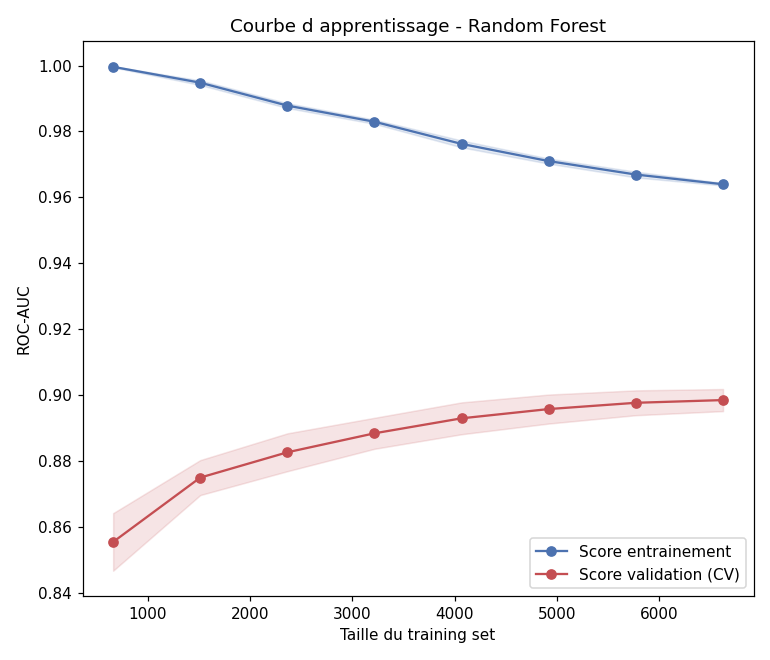 Courbe d apprentissage - Random Forest
1.00
0.98
0.96
0.94
0.92
0.90
0.88
0.86
0.84
ROC-AUC
1000 2000 3000 4000 5000 6000
Taille du training set
Score entrainement
Score validation (CV)